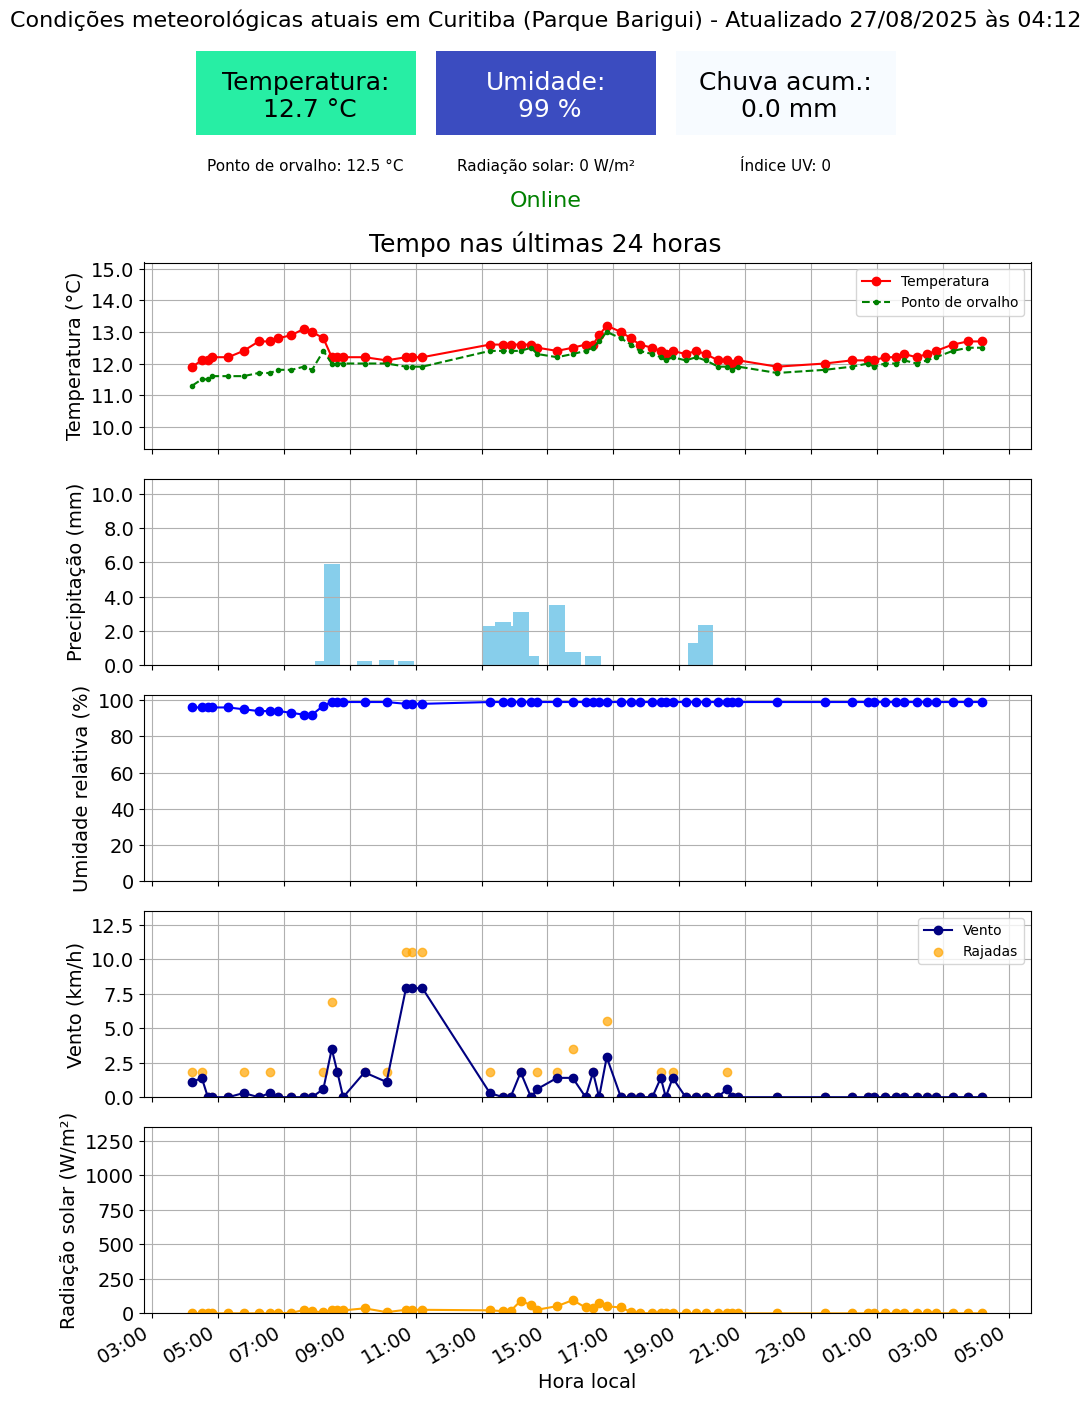 Condições meteorológicas atuais em Curitiba (Parque Barigui) - Atualizado 27/08/2025 às 04:12
Temperatura:
12.7 °C
Umidade:
99 %
Chuva acum.:
0.0 mm
Ponto de orvalho: 12.5 °C
Radiação solar: 0 W/m²
Índice UV: 0
Online
Tempo nas últimas 24 horas
Temperatura (°C)
15.0
14.0
13.0
12.0
11.0
10.0
Temperatura
Ponto de orvalho
Precipitação (mm)
10.0
8.0
6.0
4.0
2.0
0.0
Umidade relativa (%)
100
80
60
40
20
0
Vento (km/h)
12.5
10.0
7.5
5.0
2.5
0.0
Vento
Rajadas
Radiação solar (W/m²)
1250
1000
750
500
250
0
03:00
05:00
07:00
09:00
11:00
13:00
15:00
17:00
19:00
21:00
23:00
01:00
03:00
05:00
Hora local